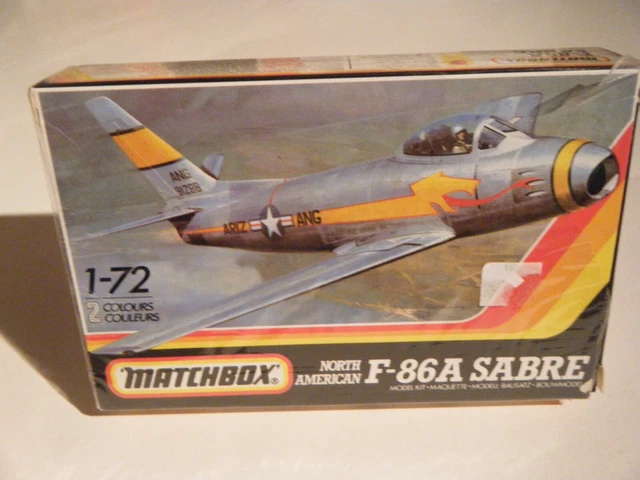 ANG
ARIZ
ANG
1-72
2 COLOURS
COULEURS
MATCHBOX®
NORTH
AMERICAN
F-86A SABRE
MODEL KIT·MAQUETTE·MODELL-BAUSATZ·BOUWMODEL